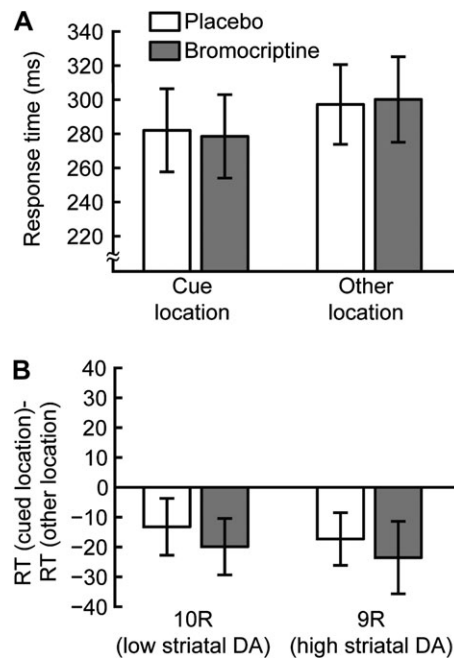 A
Placebo
Bromocriptine
Response time (ms)
340
320
300
280
260
240
220
Cue location
Other location
B
RT (cued location)-
RT (other location)
40
30
20
10
0
−10
−20
−30
−40
10R
(low striatal DA)
9R
(high striatal DA)